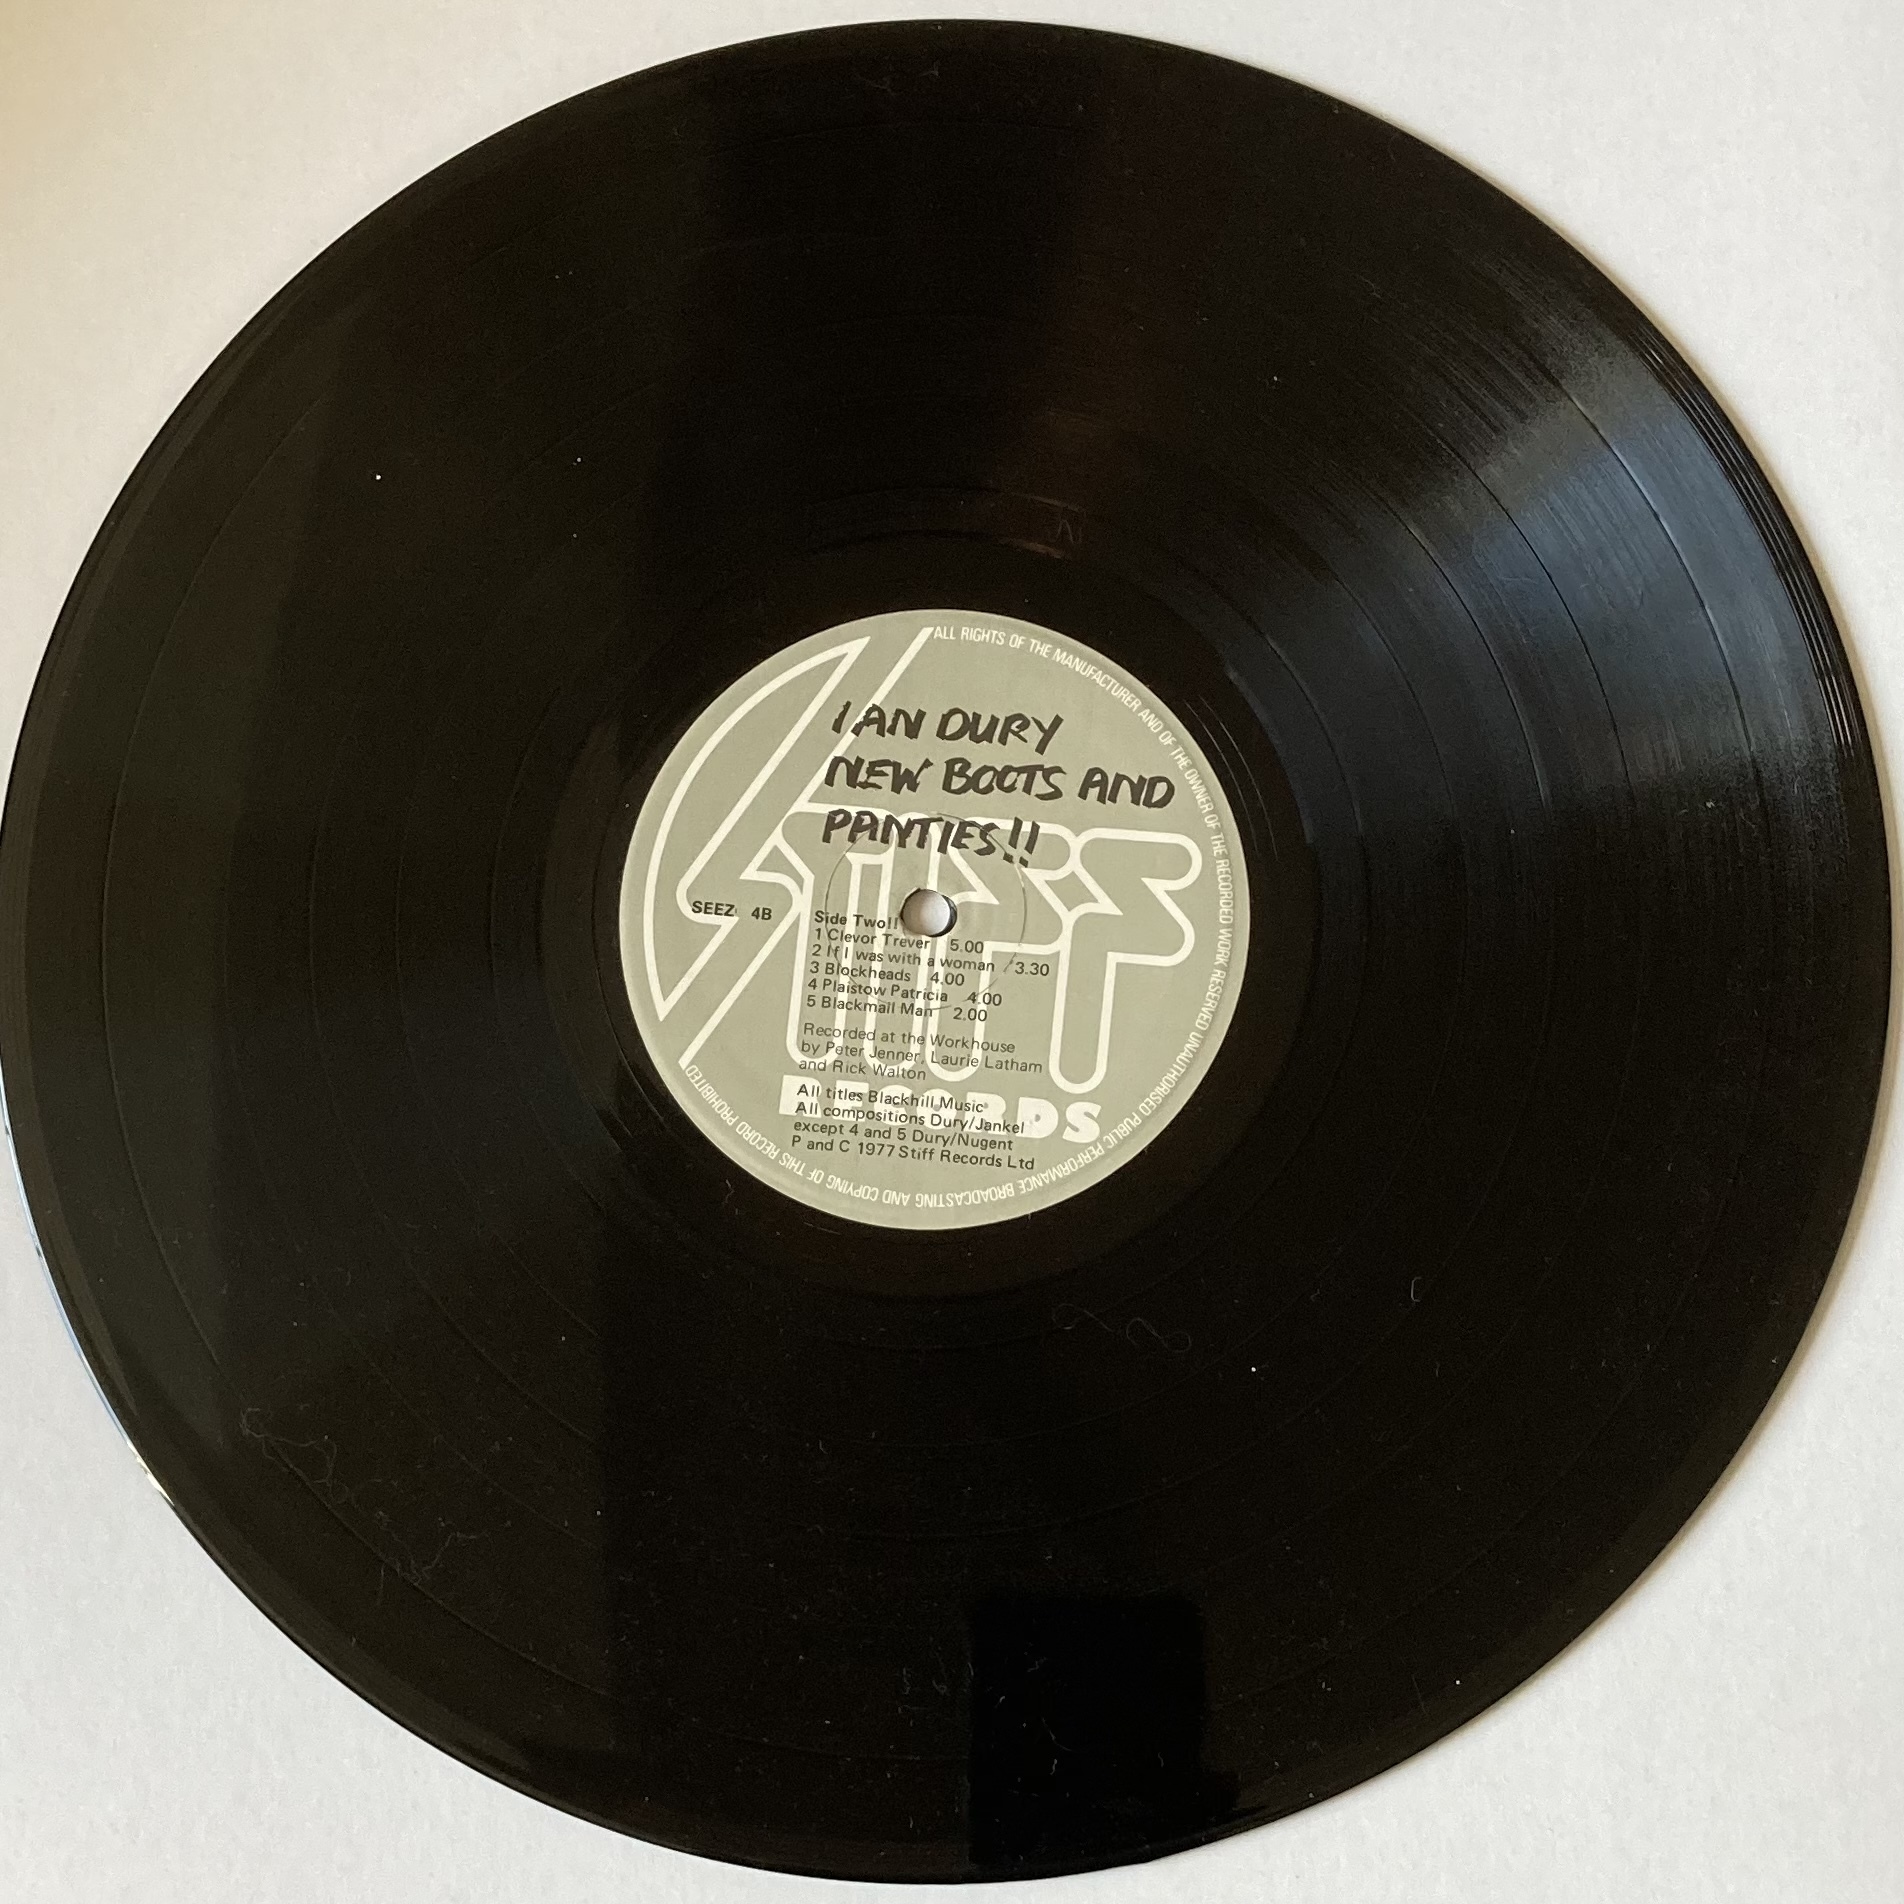 ALL RIGHTS OF THE MANUFACTURER AND OF THE OWNER OF THE RECORDED WORK RESERVED UNAUTHORISED PUBLIC PERFORMANCE BROADCASTING AND COPYING OF THIS RECORD PROHIBITED
IAN DURY
NEW BOOTS AND
PANTIES!!
STIFF
RECORDS
SEEZ 4B
Side Two!!
1 Clevor Trever 5.00
2 If I was with a woman 3.30
3 Blockheads 4.00
4 Plaistow Patricia 4.00
5 Blackmail Man 2.00
Recorded at the Workhouse
by Peter Jenner, Laurie Latham
and Rick Walton
All titles Blackhill Music
All compositions Dury/Jankel
except 4 and 5 Dury/Nugent
P and C 1977 Stiff Records Ltd